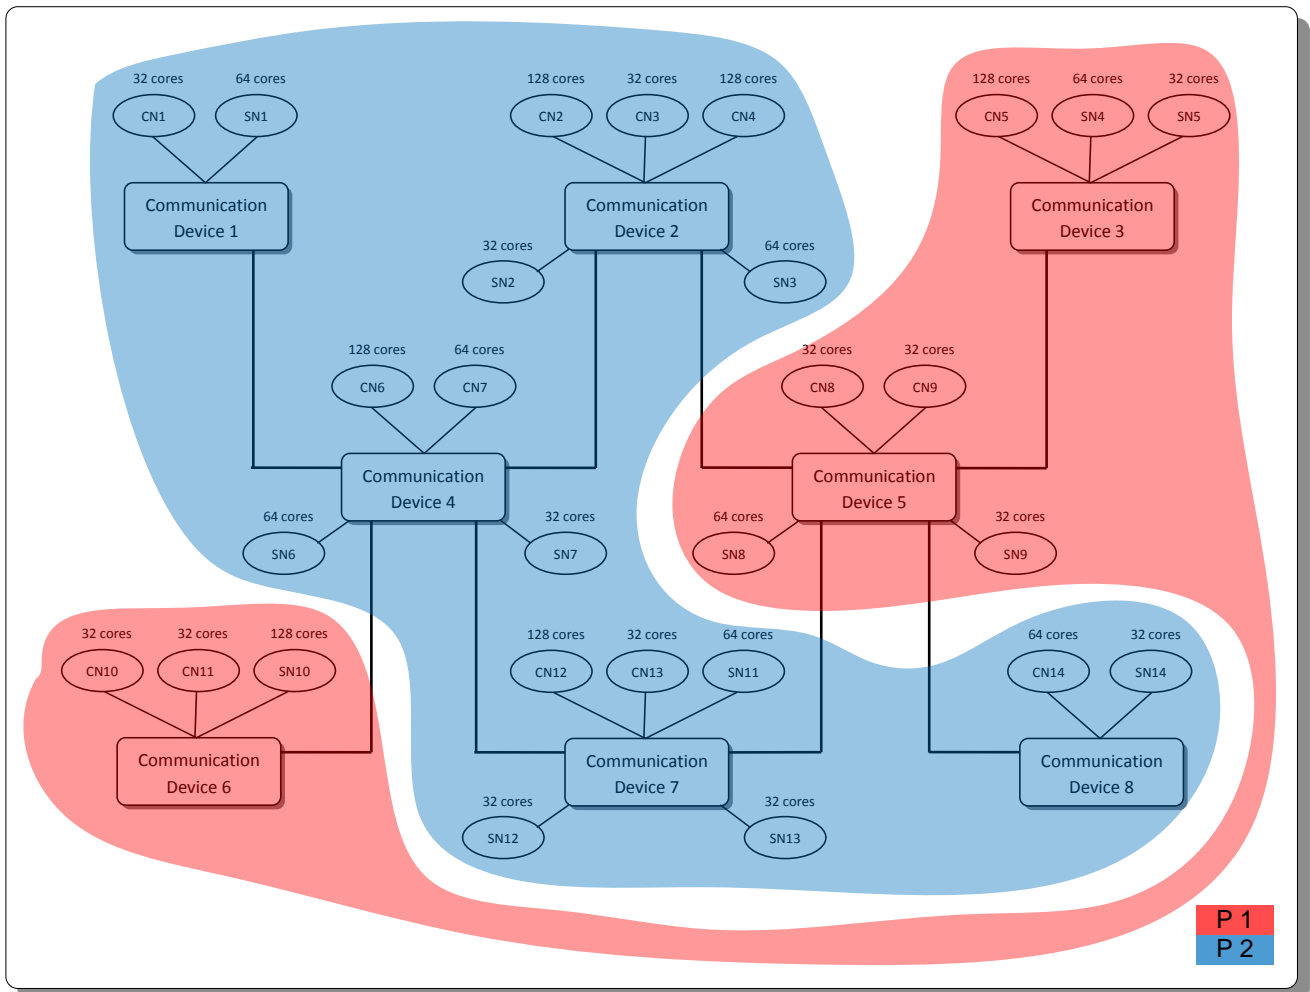 32 cores
64 cores
CN1
SN1
Communication
Device 1
128 cores
32 cores
128 cores
CN2
CN3
CN4
Communication
Device 2
32 cores
SN2
64 cores
SN3
128 cores
64 cores
32 cores
CN5
SN4
SN5
Communication
Device 3
128 cores
64 cores
CN6
CN7
Communication
Device 4
64 cores
SN6
32 cores
SN7
32 cores
32 cores
CN8
CN9
Communication
Device 5
64 cores
SN8
32 cores
SN9
32 cores
32 cores
128 cores
CN10
CN11
SN10
Communication
Device 6
128 cores
32 cores
64 cores
CN12
CN13
SN11
Communication
Device 7
32 cores
SN12
32 cores
SN13
64 cores
32 cores
CN14
SN14
Communication
Device 8
P 1
P 2